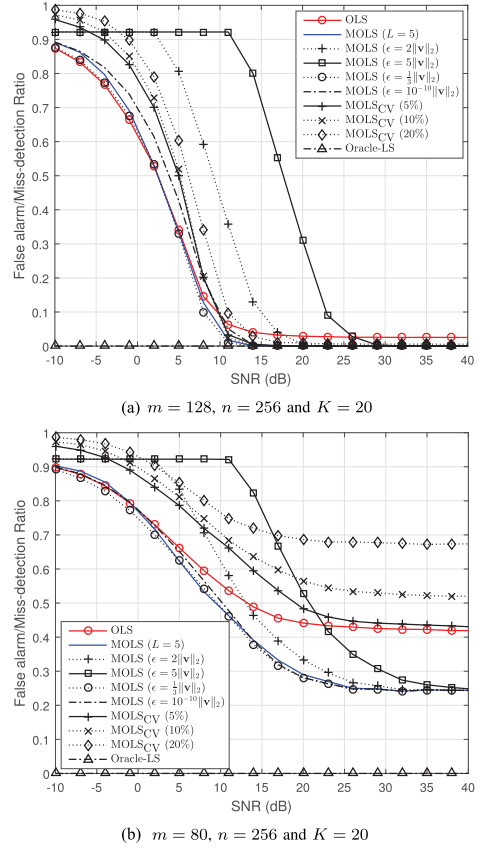 False alarm/Miss-detection Ratio
1
0.9
0.8
0.7
0.6
0.5
0.4
0.3
0.2
0.1
0
-10
-5
0
5
10
15
20
25
30
35
40
SNR (dB)
OLS
MOLS (L = 5)
MOLS (ϵ = 2‖v‖₂)
MOLS (ϵ = 5‖v‖₂)
MOLS (ϵ = 1/3‖v‖₂)
MOLS (ϵ = 10⁻¹⁰‖v‖₂)
MOLS_CV (5%)
MOLS_CV (10%)
MOLS_CV (20%)
Oracle-LS
(a) m = 128, n = 256 and K = 20
False alarm/Miss-detection Ratio
1
0.9
0.8
0.7
0.6
0.5
0.4
0.3
0.2
0.1
0
OLS
MOLS (L = 5)
MOLS (ϵ = 2‖v‖₂)
MOLS (ϵ = 5‖v‖₂)
MOLS (ϵ = 1/3‖v‖₂)
MOLS (ϵ = 10⁻¹⁰‖v‖₂)
MOLS_CV (5%)
MOLS_CV (10%)
MOLS_CV (20%)
Oracle-LS
-10
-5
0
5
10
15
20
25
30
35
40
SNR (dB)
(b) m = 80, n = 256 and K = 20